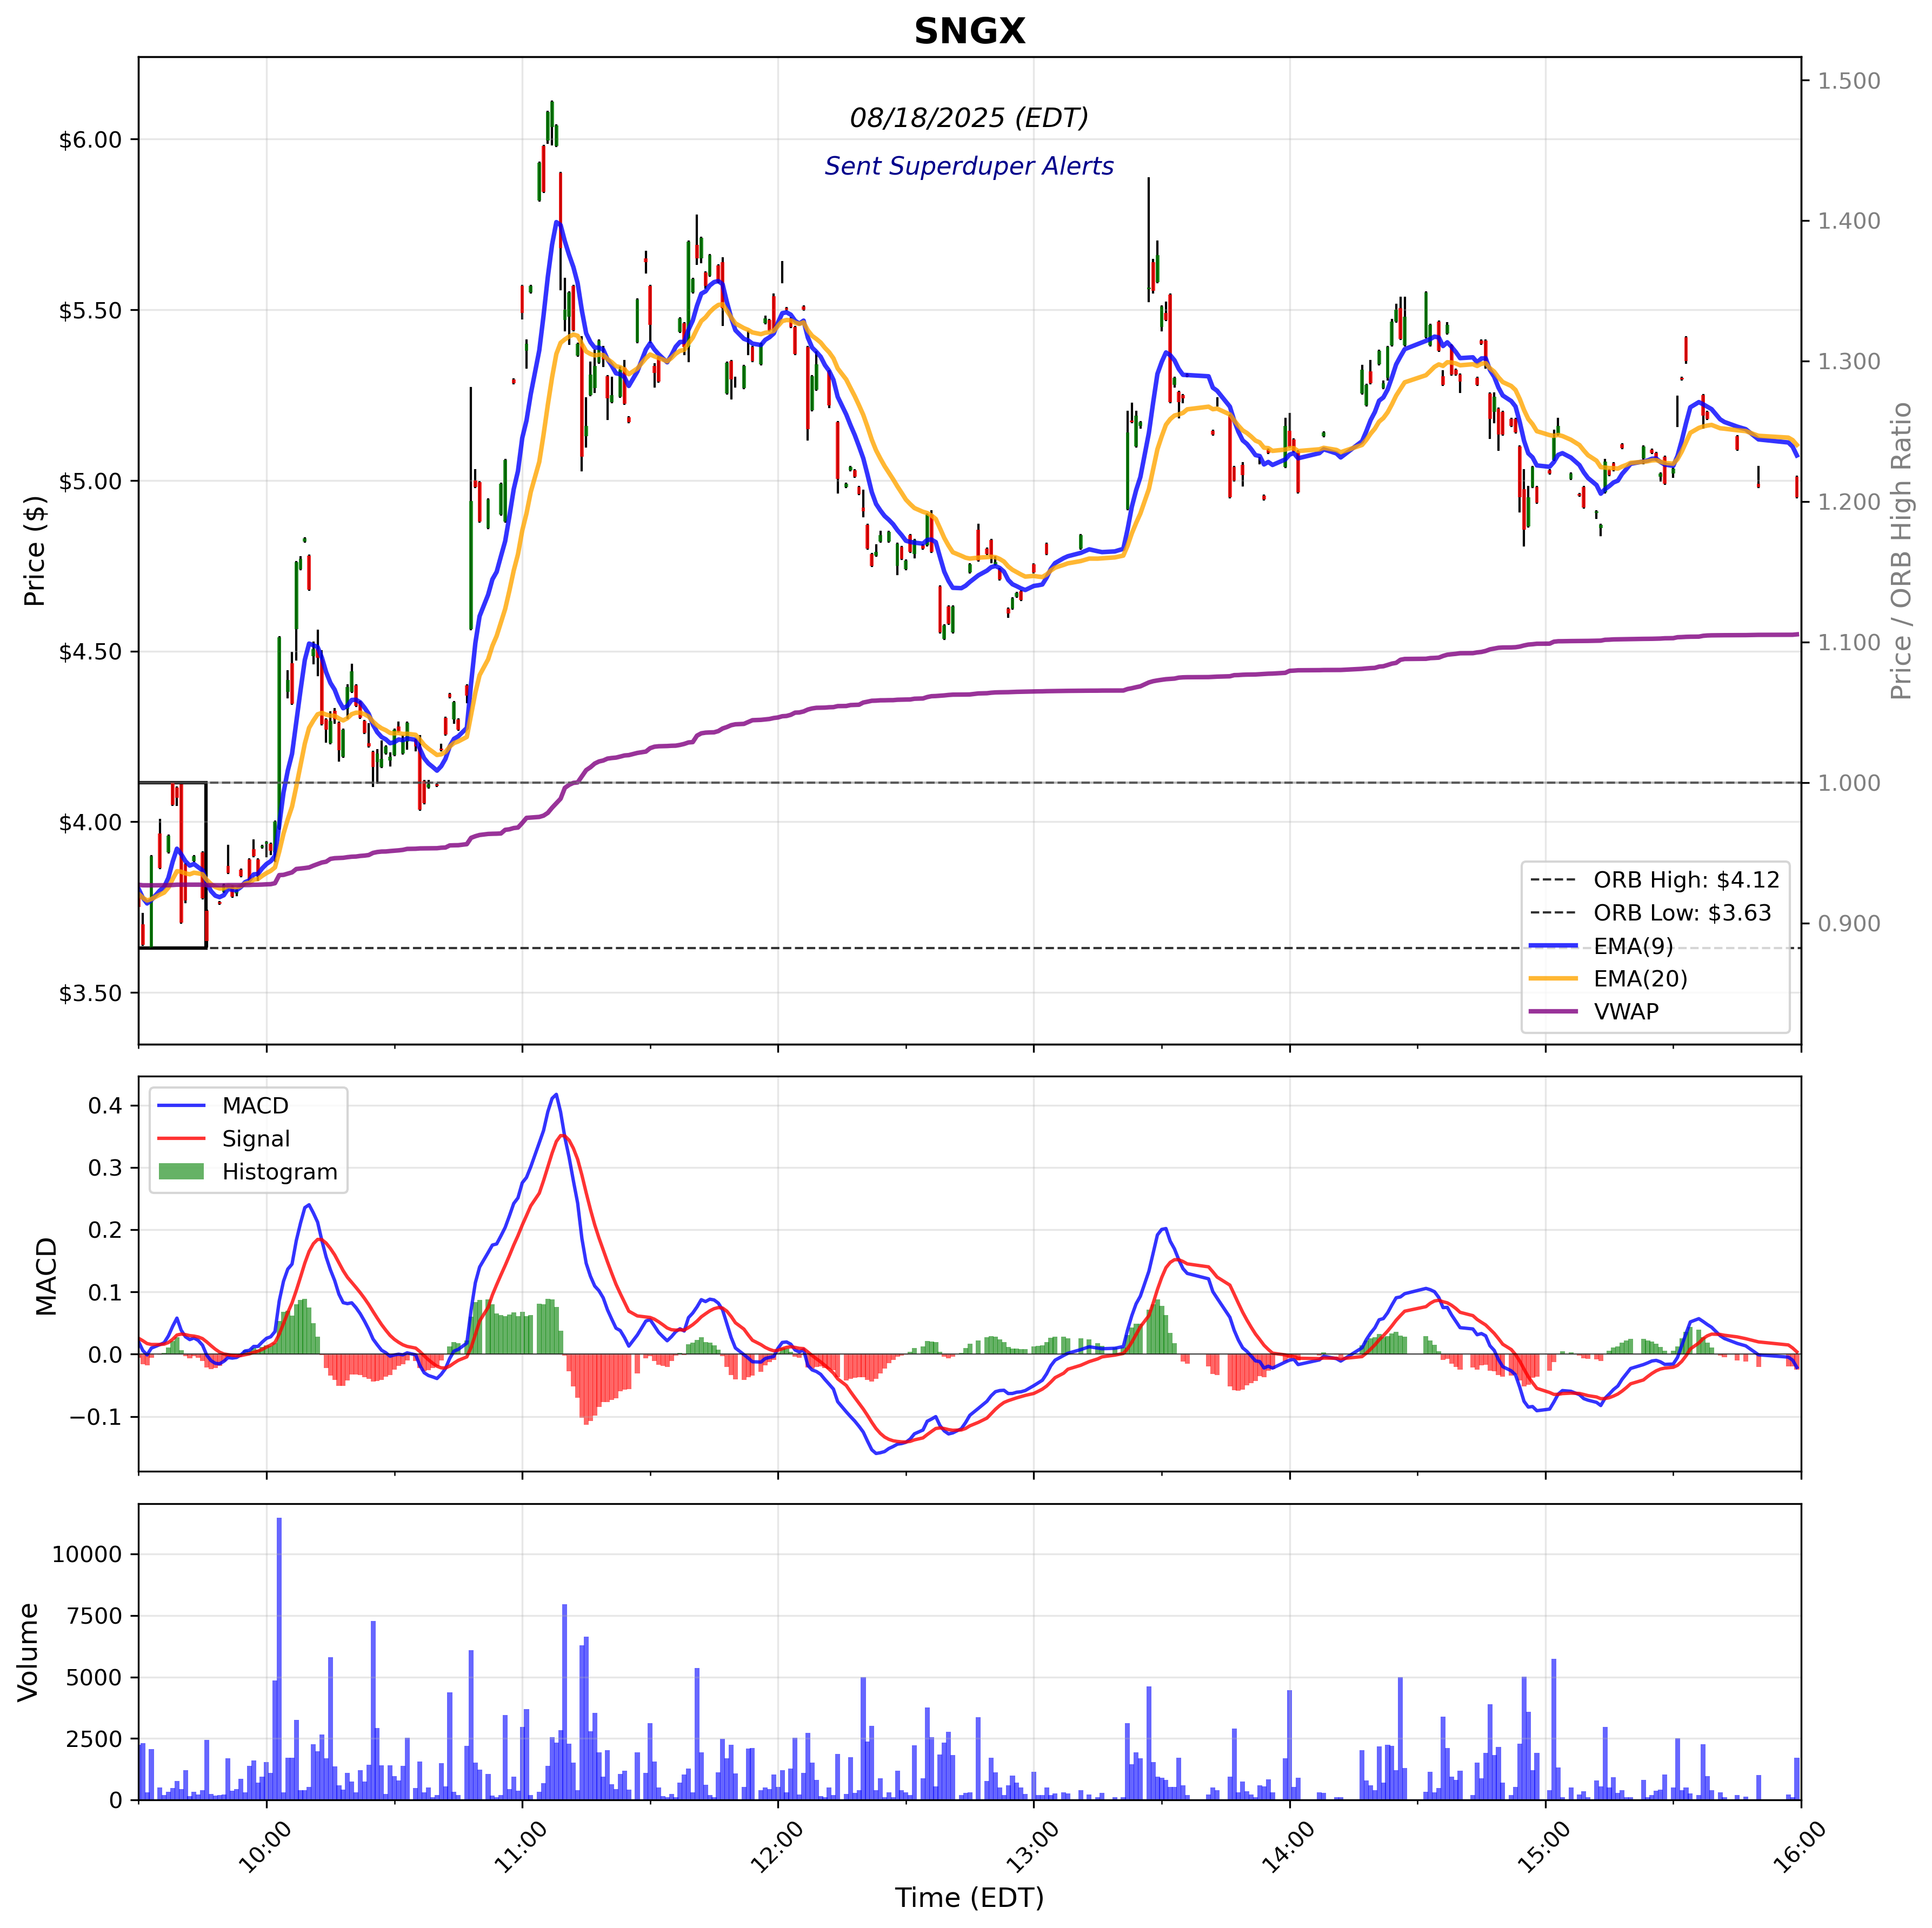 SNGX
08/18/2025 (EDT)
Sent Superduper Alerts
Price ($)
$6.00
$5.50
$5.00
$4.50
$4.00
$3.50
1.500
1.400
1.300
1.200
1.100
1.000
0.900
Price / ORB High Ratio
ORB High: $4.12
ORB Low: $3.63
EMA(9)
EMA(20)
VWAP
MACD
0.4
0.3
0.2
0.1
0.0
−0.1
MACD
Signal
Histogram
Volume
10000
7500
5000
2500
0
10:00
11:00
12:00
13:00
14:00
15:00
16:00
Time (EDT)